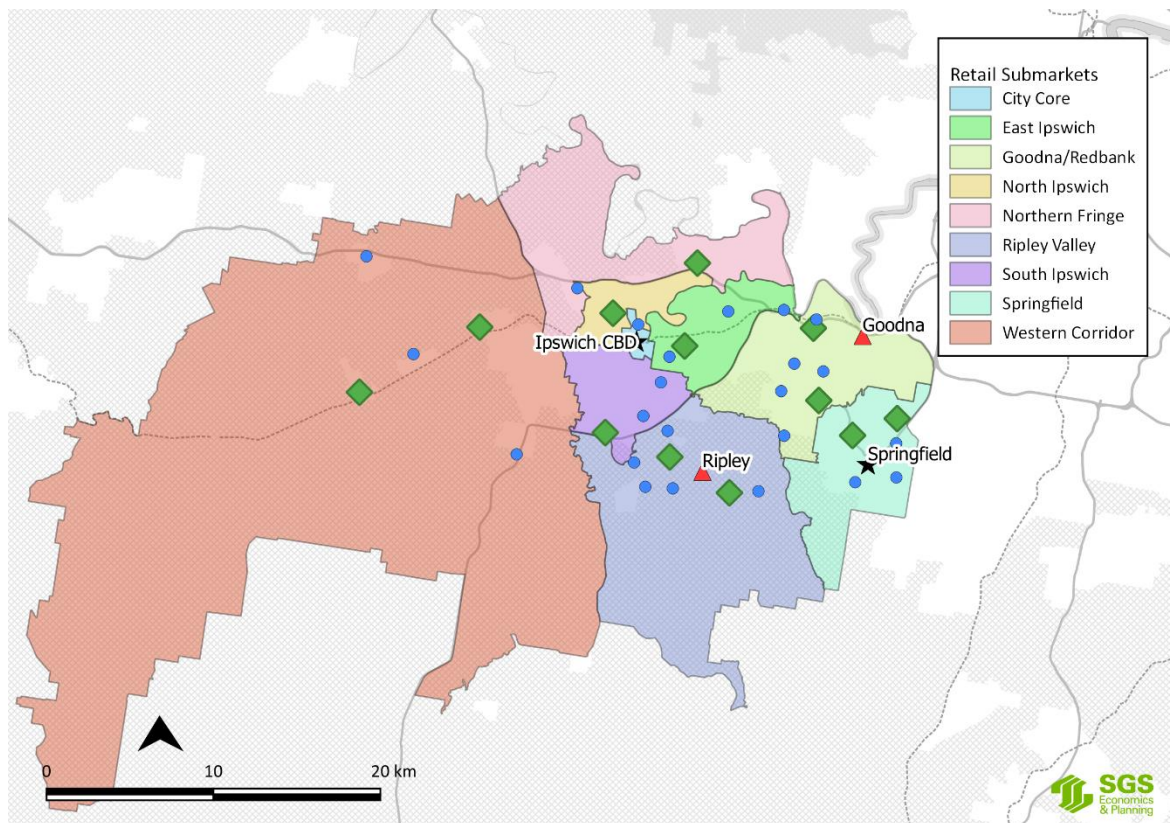 Retail Submarkets
City Core
East Ipswich
Goodna/Redbank
North Ipswich
Northern Fringe
Ripley Valley
South Ipswich
Springfield
Western Corridor
Goodna
Ipswich CBD
Ripley
Springfield
0 10 20 km
SGS
Economics
& Planning